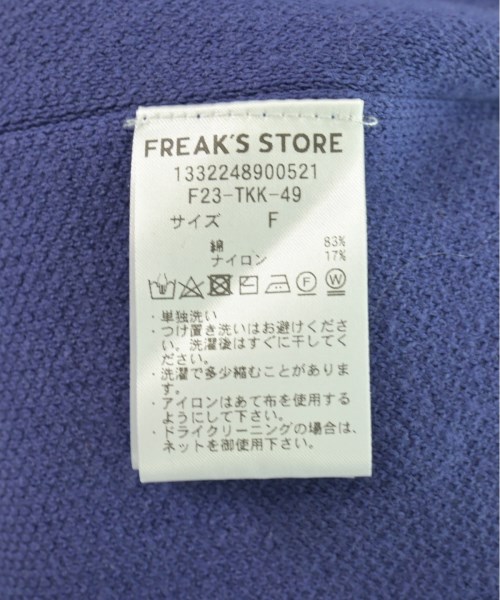 FREAK'S STORE
1332248900521
F23-TKK-49
サイズ F
綿 83%
ナイロン 17%
F W
・単独洗い
・つけ置き洗いはお避けくださ
い。洗濯後はすぐに干してく
ださい。
・洗濯で多少縮むことがありま
す。
・アイロンはあて布を使用する
ようにして下さい。
・ドライクリーニングの場合は、
ネットを御使用下さい。